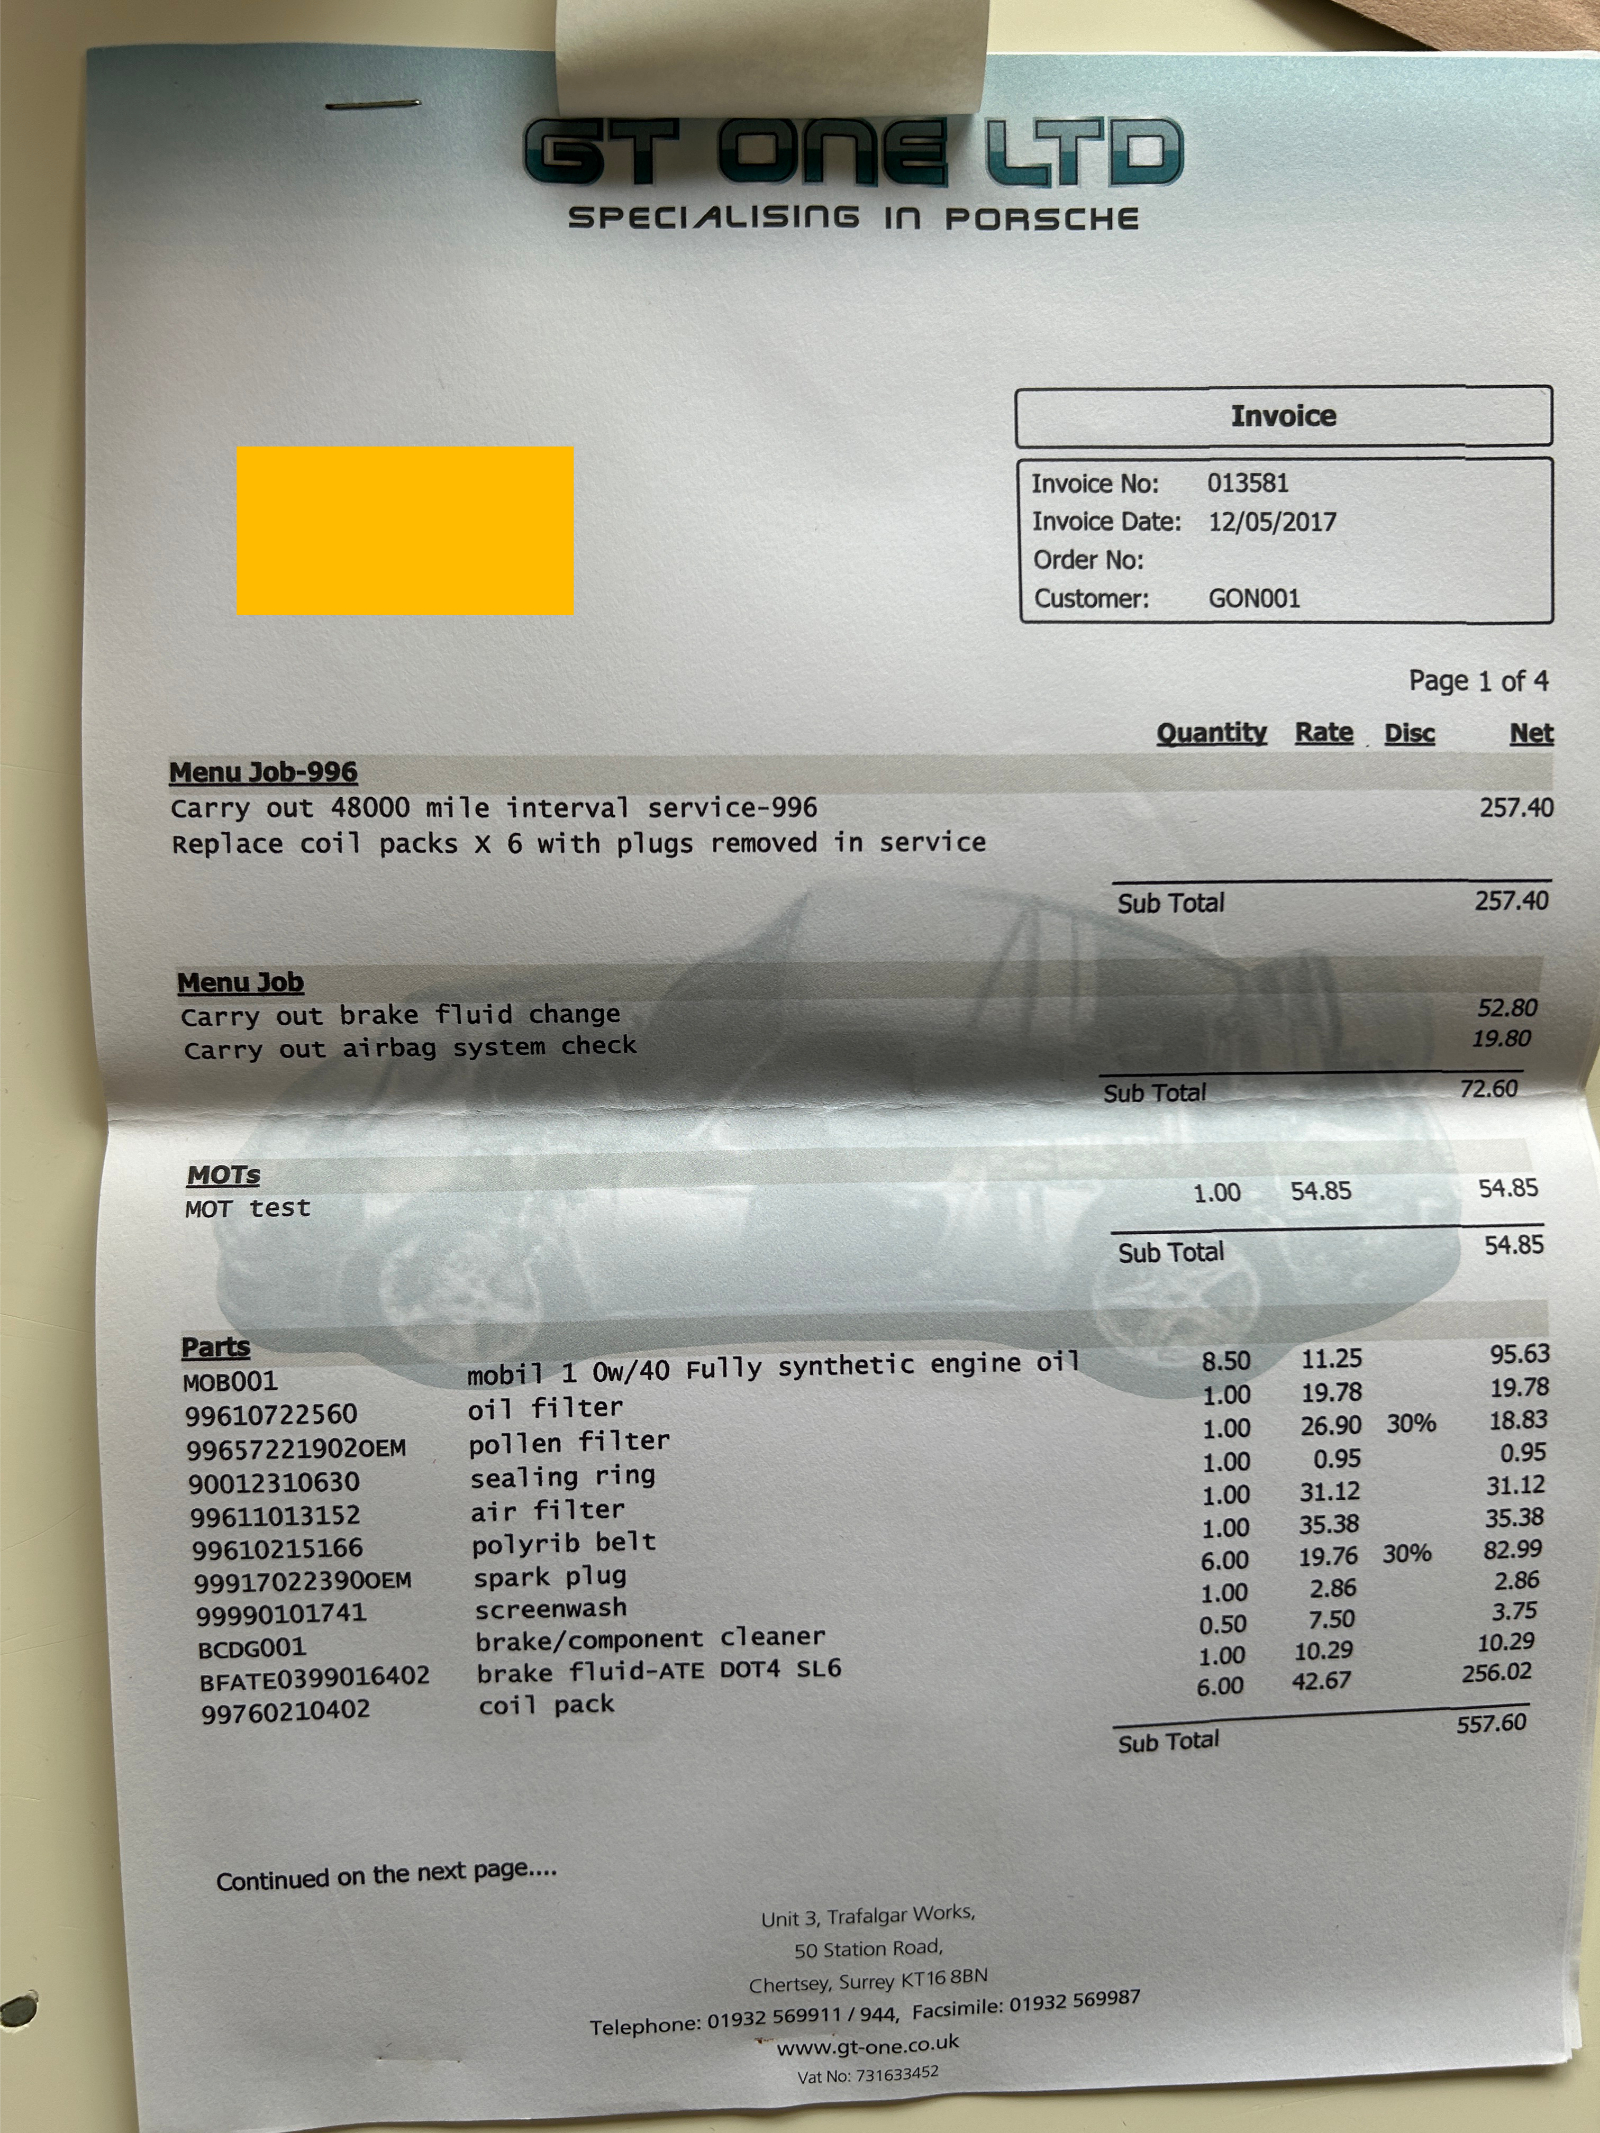 GT ONE LTD
SPECIALISING IN PORSCHE
Invoice
Invoice No: 013581
Invoice Date: 12/05/2017
Order No:
Customer: GON001
Page 1 of 4
Quantity Rate Disc Net
Menu Job-996
Carry out 48000 mile interval service-996 257.40
Replace coil packs X 6 with plugs removed in service
Sub Total 257.40
Menu Job
Carry out brake fluid change 52.80
Carry out airbag system check 19.80
Sub Total 72.60
MOTs
MOT test 1.00 54.85 54.85
Sub Total 54.85
Parts
MOB001 mobil 1 0w/40 Fully synthetic engine oil 8.50 11.25 95.63
99610722560 oil filter 1.00 19.78 19.78
99657221902OEM pollen filter 1.00 26.90 30% 18.83
90012310630 sealing ring 1.00 0.95 0.95
99611013152 air filter 1.00 31.12 31.12
99610215166 polyrib belt 1.00 35.38 35.38
99917022390OEM spark plug 6.00 19.76 30% 82.99
99990101741 screenwash 1.00 2.86 2.86
BCDG001 brake/component cleaner 0.50 7.50 3.75
BFATE0399016402 brake fluid-ATE DOT4 SL6 1.00 10.29 10.29
99760210402 coil pack 6.00 42.67 256.02
Sub Total 557.60
Continued on the next page....
Unit 3, Trafalgar Works,
50 Station Road,
Chertsey, Surrey KT16 8BN
Telephone: 01932 569911 / 944, Facsimile: 01932 569987
www.gt-one.co.uk
Vat No: 731633452